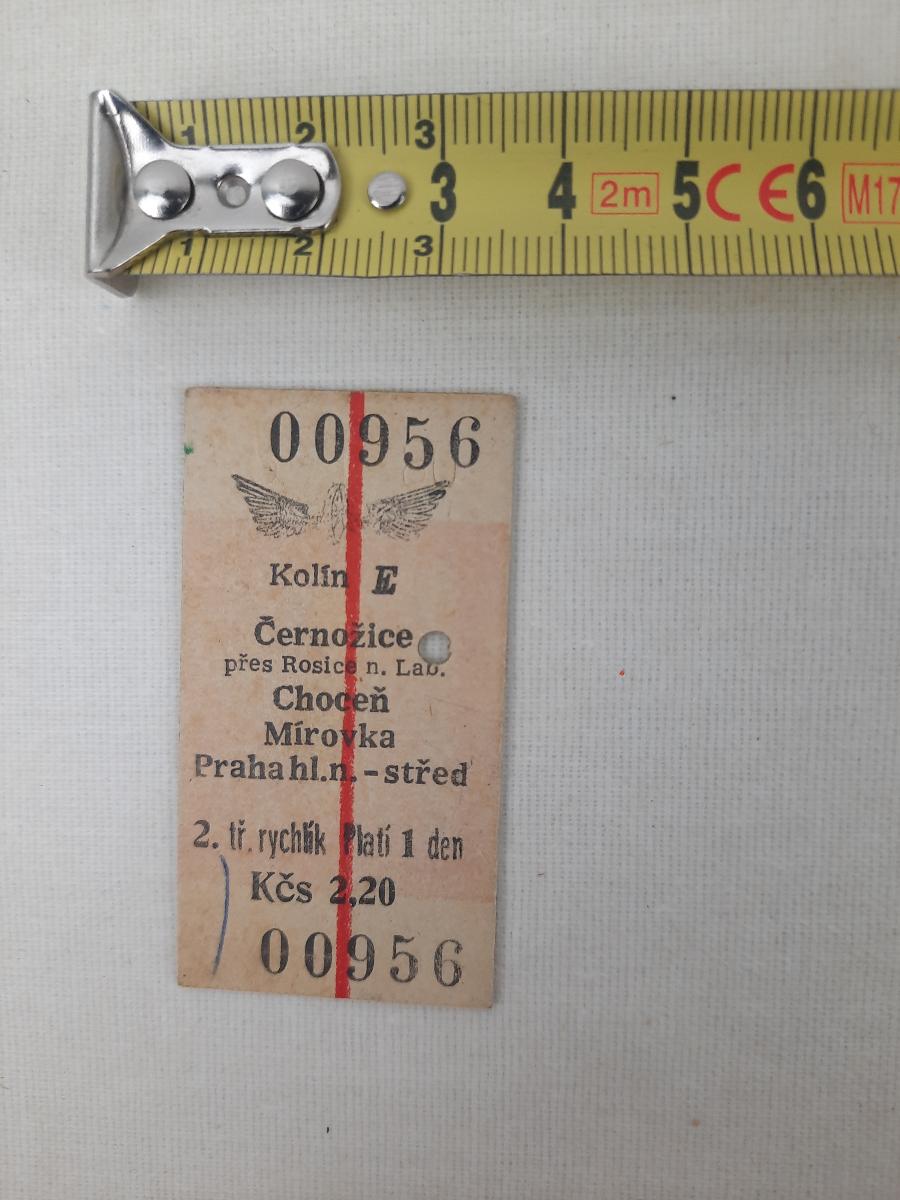 1 2 3
3 4 2m 5 CE 6 M17
1 2 3
00956
Kolín E
Černožice
přes Rosice n. Lab.
Choceň
Mírovka
Praha hl.n.-střed
2. tř. rychlík Platí 1 den
Kčs 2,20
00956